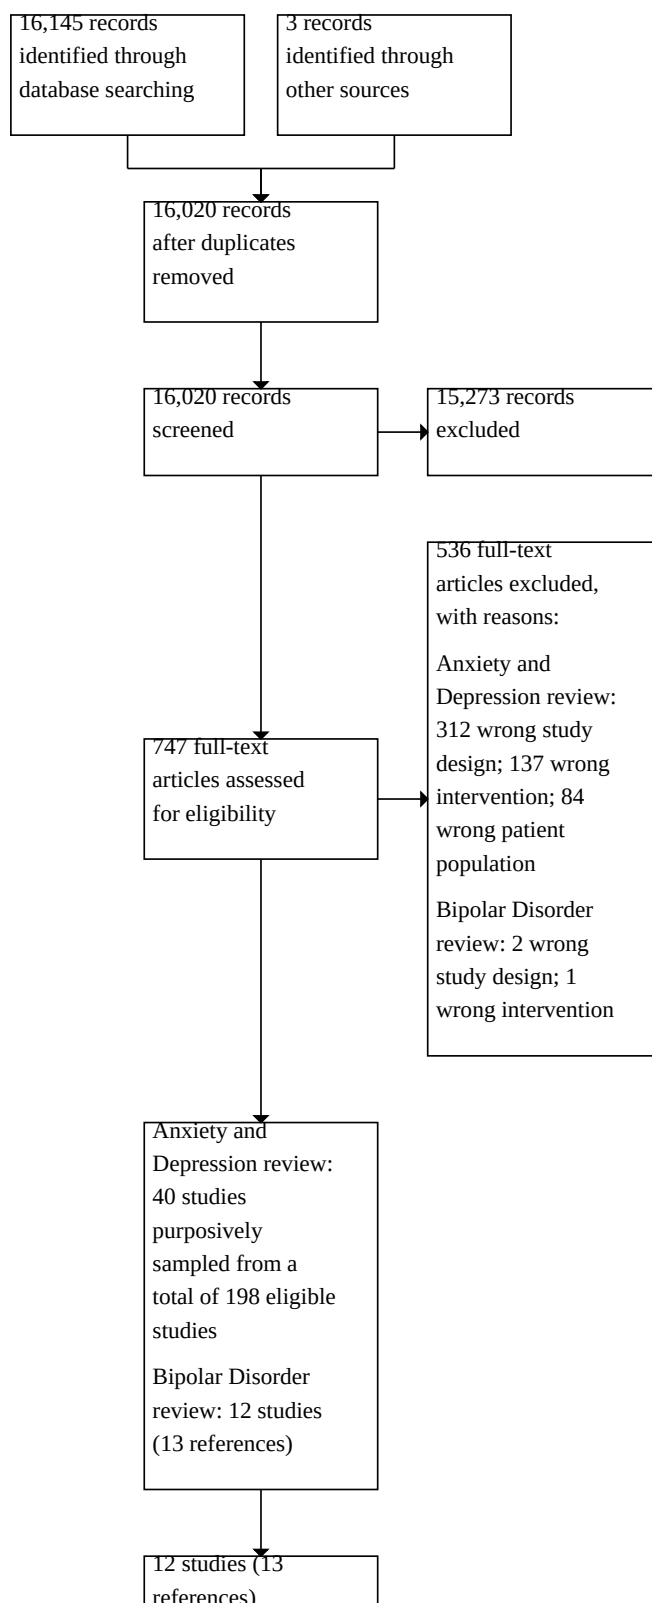 16,145 records
identified through
database searching
3 records
identified through
other sources
16,020 records
after duplicates
removed
16,020 records
screened
15,273 records
excluded
536 full-text
articles excluded,
with reasons:
Anxiety and
Depression review:
312 wrong study
design; 137 wrong
intervention; 84
wrong patient
population
Bipolar Disorder
review: 2 wrong
study design; 1
wrong intervention
747 full-text
articles assessed
for eligibility
Anxiety and
Depression review:
40 studies
purposively
sampled from a
total of 198 eligible
studies
Bipolar Disorder
review: 12 studies
(13 references)
12 studies (13
references)